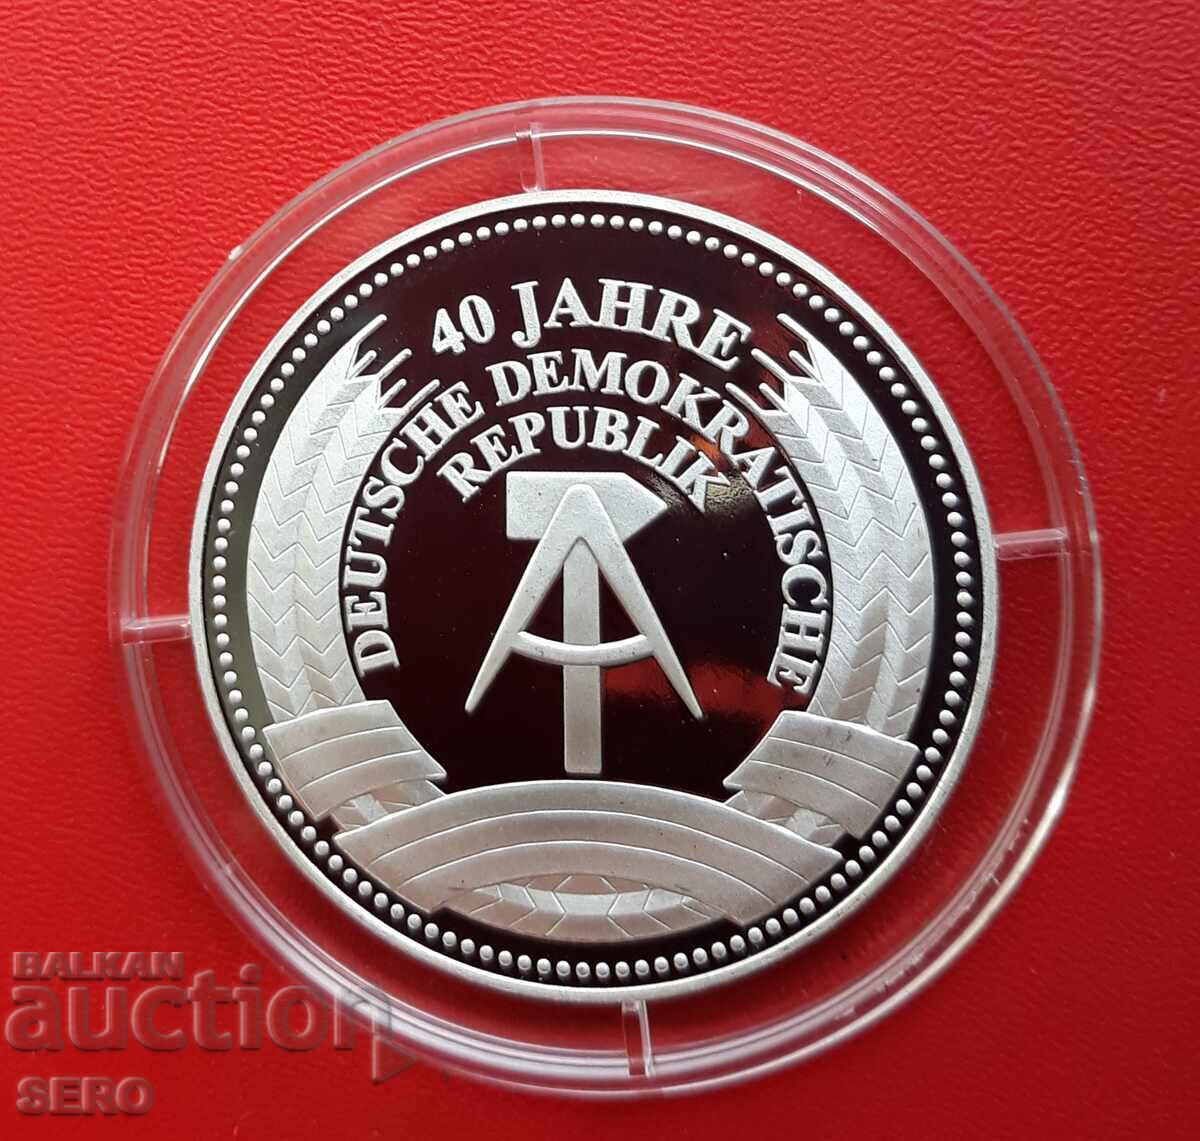 40 JAHRE
DEUTSCHE DEMOKRATISCHE
REPUBLIK
BALKAN
auction
SERO